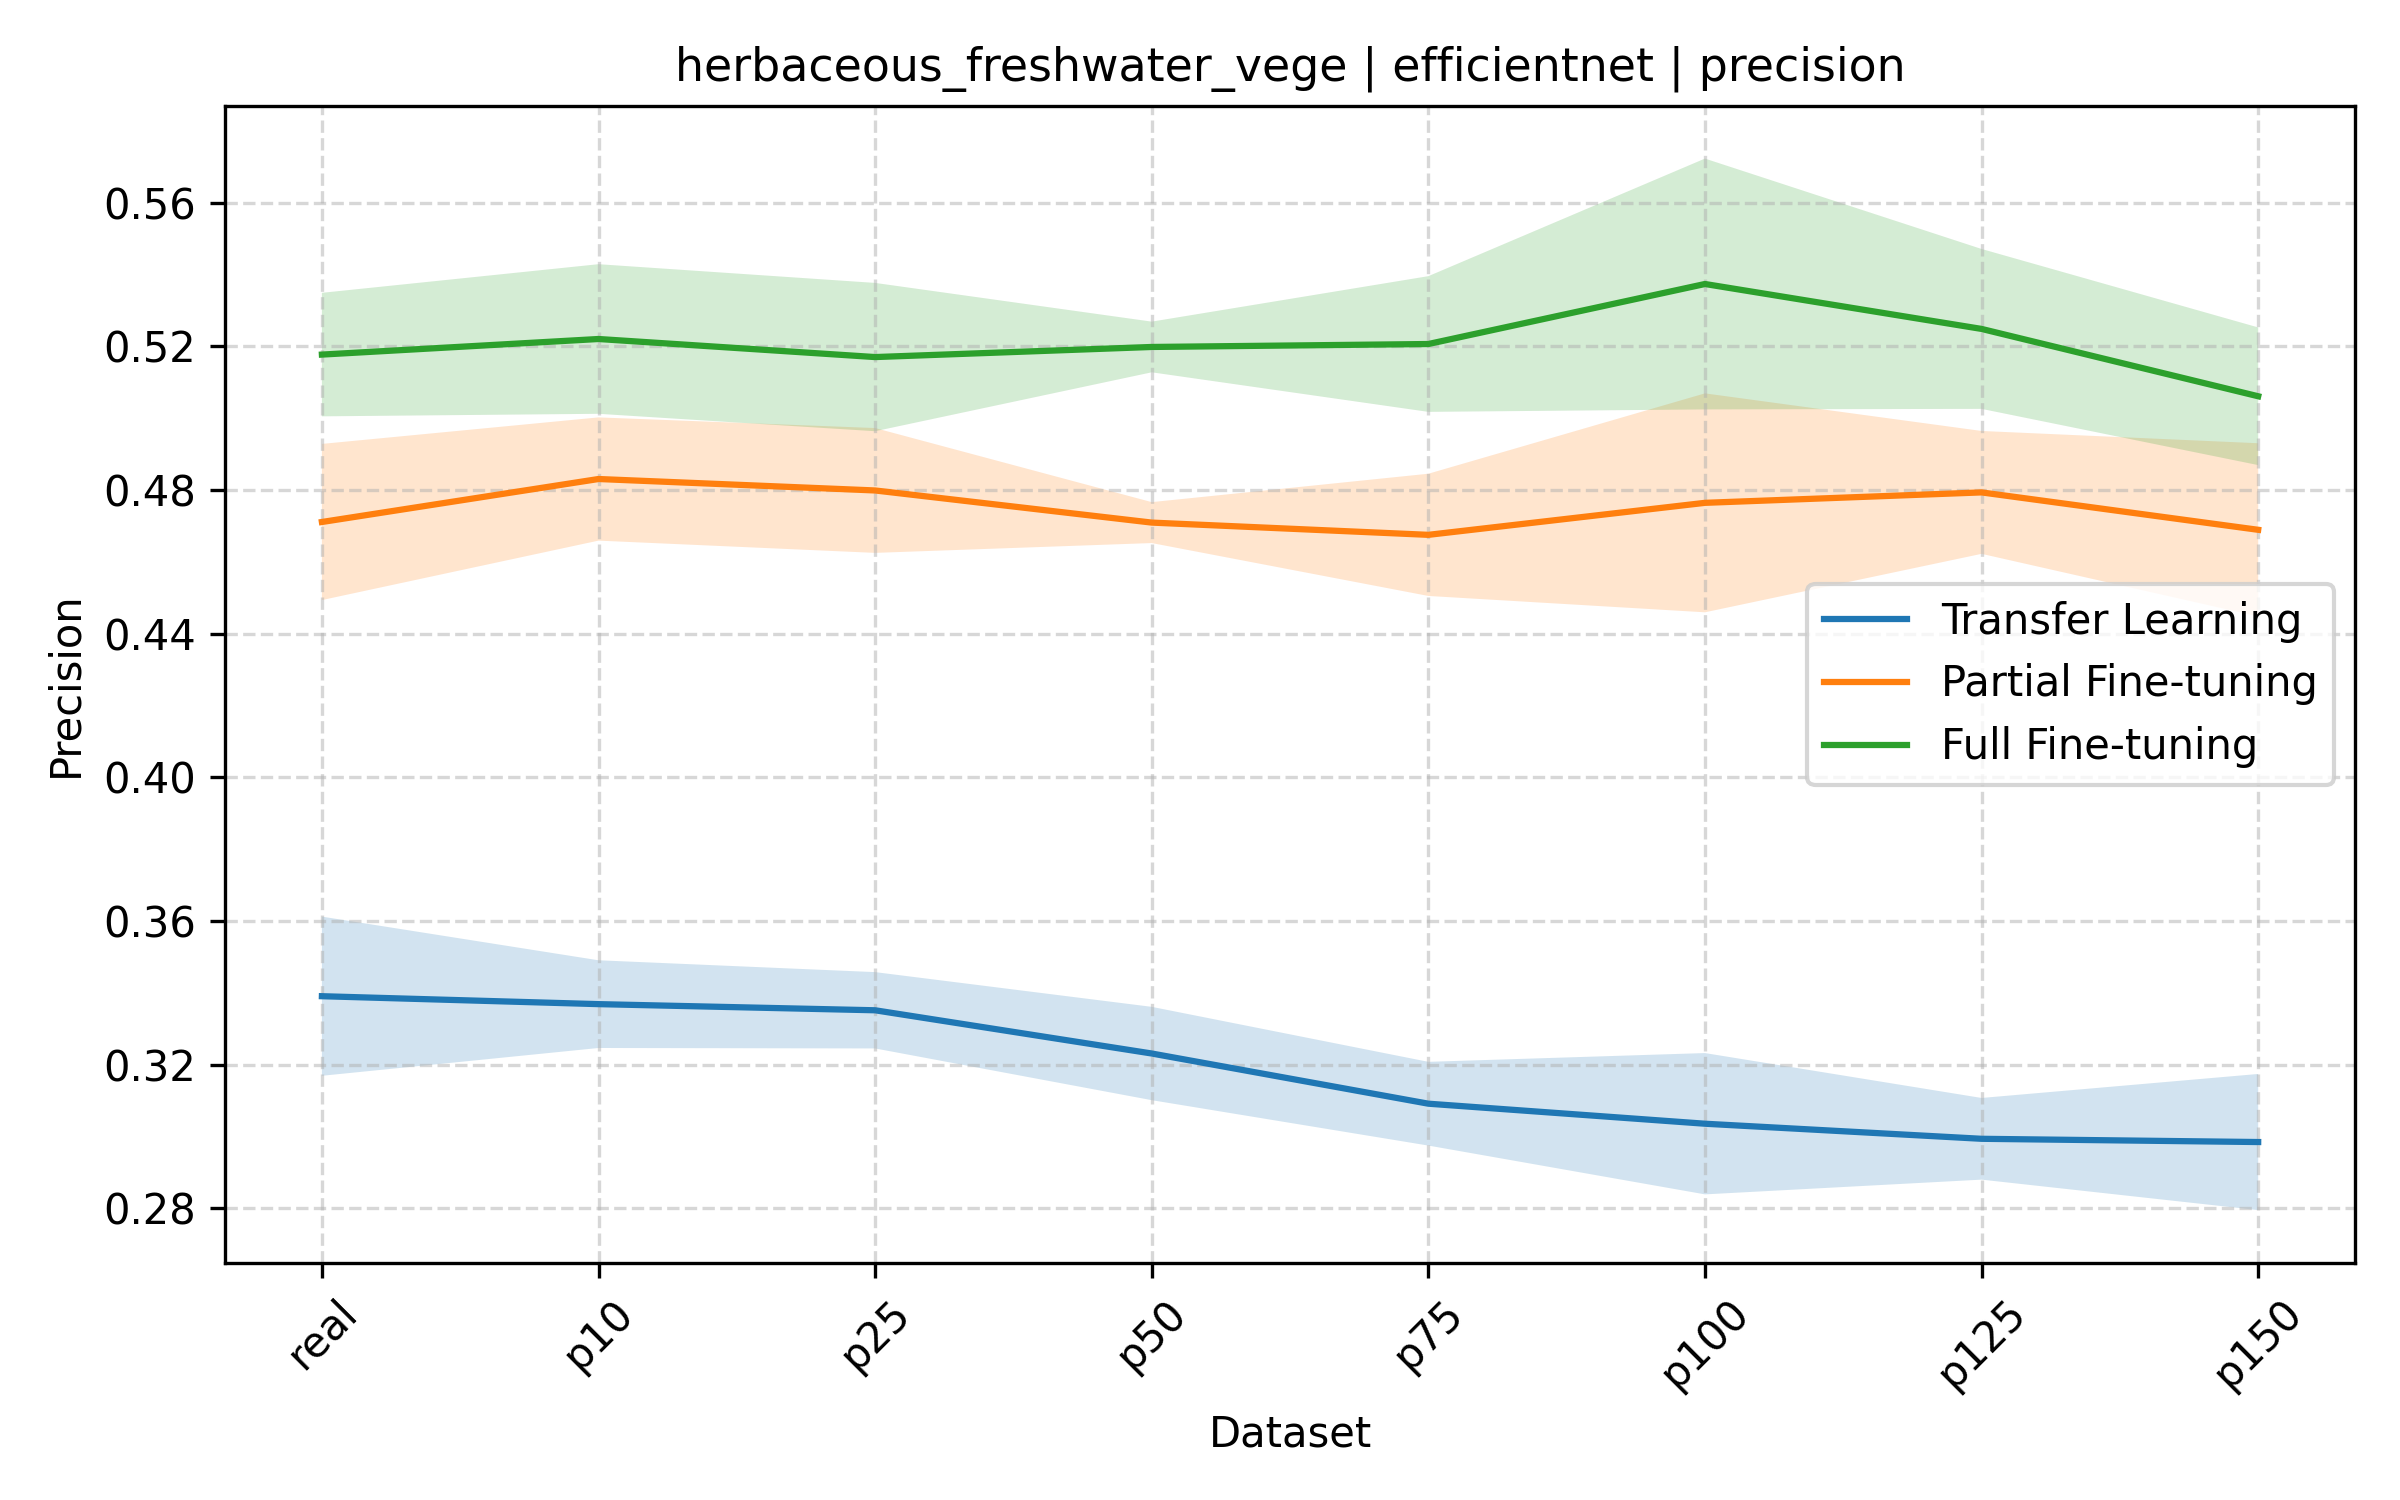 herbaceous_freshwater_vege | efficientnet | precision
0.56
0.52
0.48
0.44
0.40
0.36
0.32
0.28
Precision
Transfer Learning
Partial Fine-tuning
Full Fine-tuning
real
p10
p25
p50
p75
p100
p125
p150
Dataset